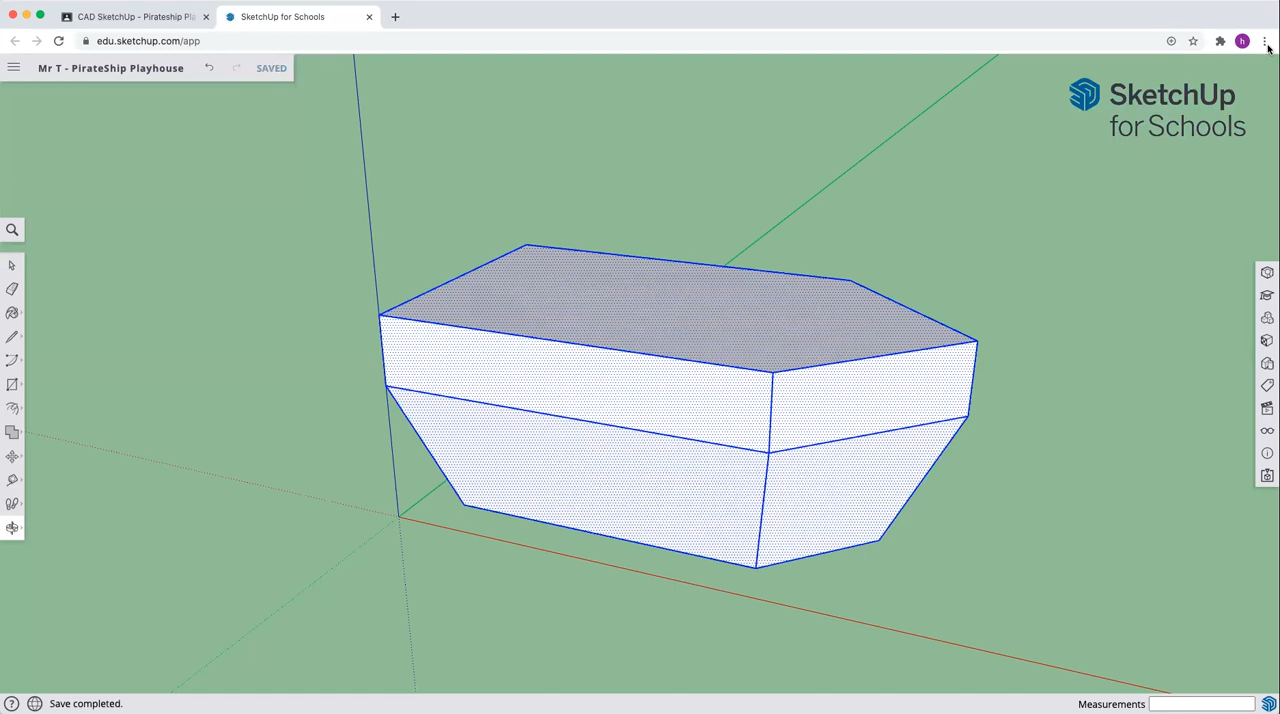 CAD SketchUp - Pirateship Pla
SketchUp for Schools
edu.sketchup.com/app
h
Mr T - PirateShip Playhouse
SAVED
SketchUp
for Schools
Save completed.
Measurements